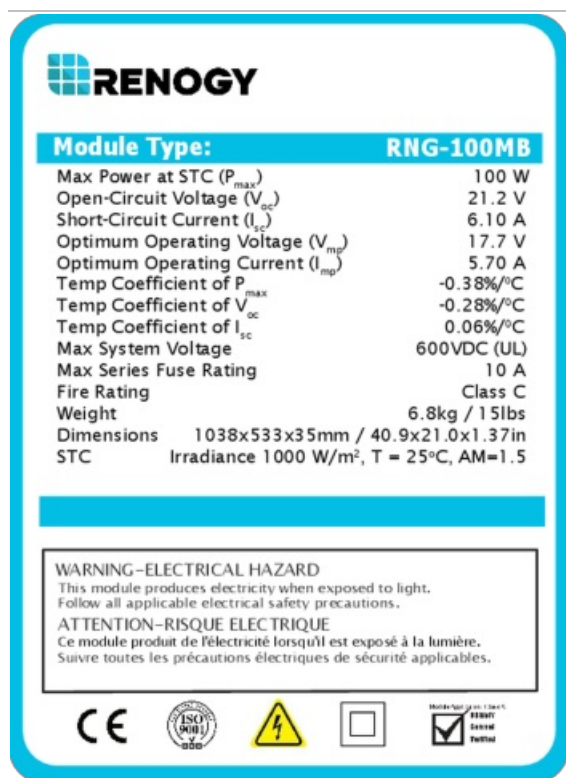 RENOGY
Module Type: RNG-100MB
Max Power at STC (Pmax) 100 W
Open-Circuit Voltage (Voc) 21.2 V
Short-Circuit Current (Isc) 6.10 A
Optimum Operating Voltage (Vmp) 17.7 V
Optimum Operating Current (Imp) 5.70 A
Temp Coefficient of Pmax -0.38%/°C
Temp Coefficient of Voc -0.28%/°C
Temp Coefficient of Isc 0.06%/°C
Max System Voltage 600VDC (UL)
Max Series Fuse Rating 10 A
Fire Rating Class C
Weight 6.8kg / 15lbs
Dimensions 1038x533x35mm / 40.9x21.0x1.37in
STC Irradiance 1000 W/m², T = 25°C, AM=1.5
WARNING-ELECTRICAL HAZARD
This module produces electricity when exposed to light.
Follow all applicable electrical safety precautions.
ATTENTION-RISQUE ELECTRIQUE
Ce module produit de l'électricité lorsqu'il est exposé à la lumière.
Suivre toutes les précautions électriques de sécurité applicables.
CE
ISO
9001